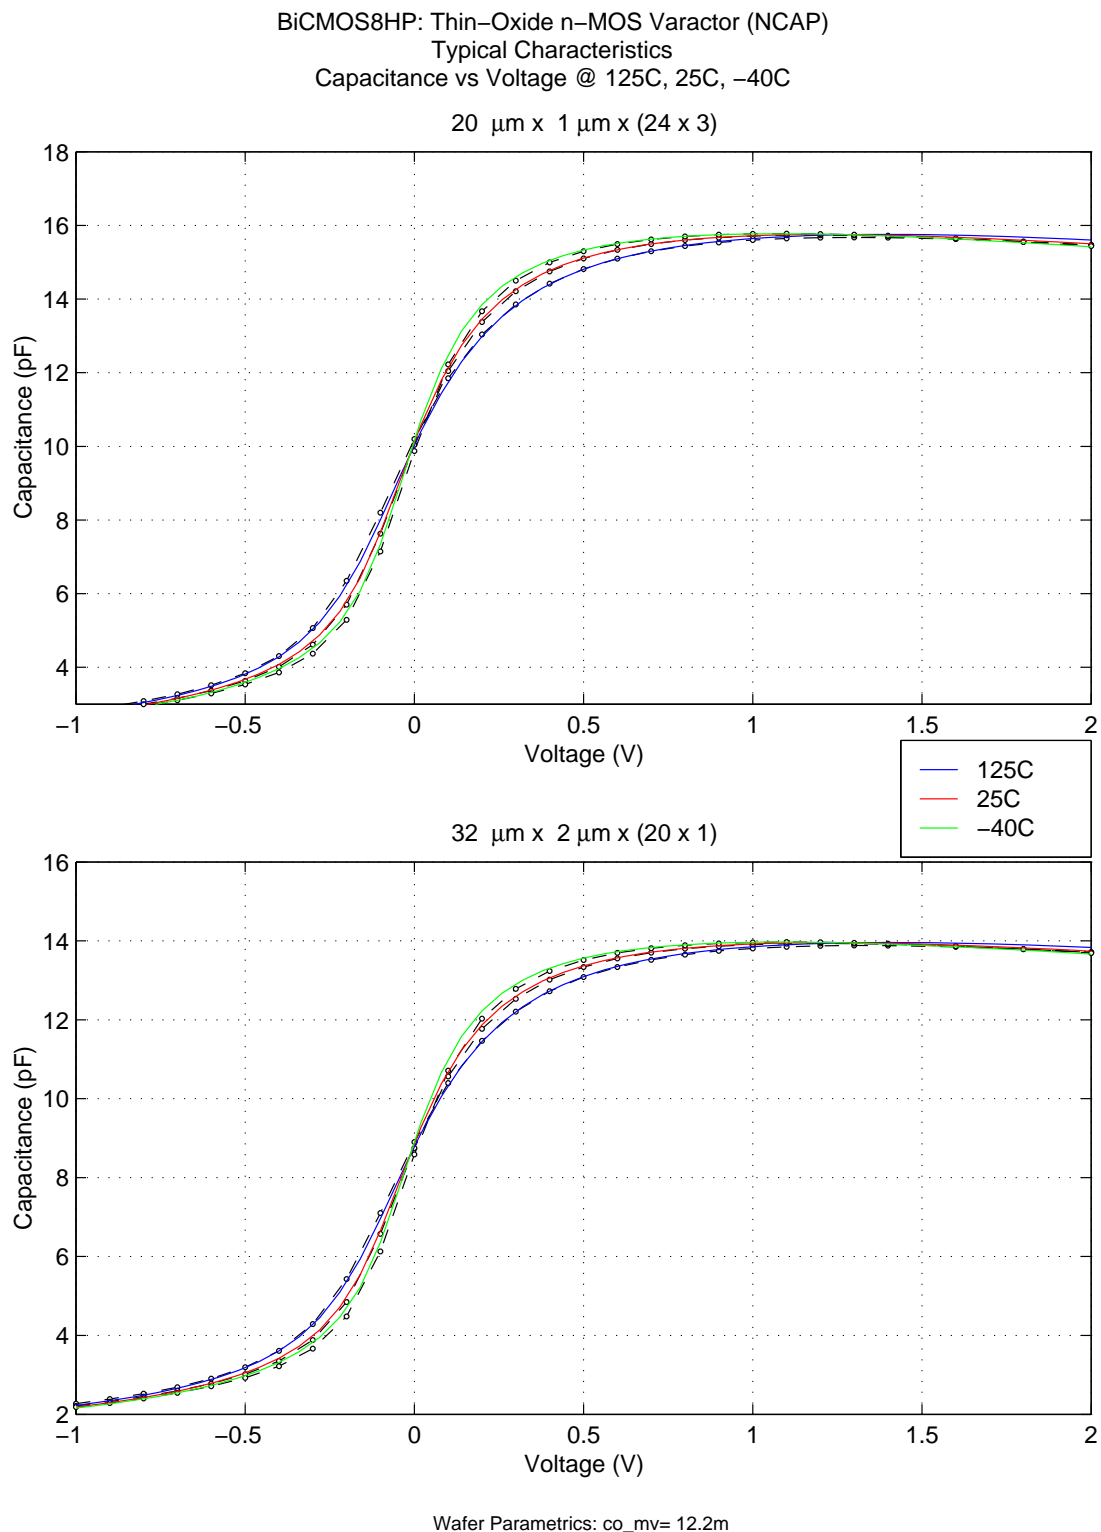 BiCMOS8HP: Thin−Oxide n−MOS Varactor (NCAP)
Typical Characteristics
Capacitance vs Voltage @ 125C, 25C, −40C
20 μm x 1 μm x (24 x 3)
18
16
14
12
10
8
6
4
Capacitance (pF)
−1
−0.5
0
0.5
1
1.5
2
Voltage (V)
125C
25C
−40C
32 μm x 2 μm x (20 x 1)
16
14
12
10
8
6
4
2
Capacitance (pF)
−1
−0.5
0
0.5
1
1.5
2
Voltage (V)
Wafer Parametrics: co_mv= 12.2m